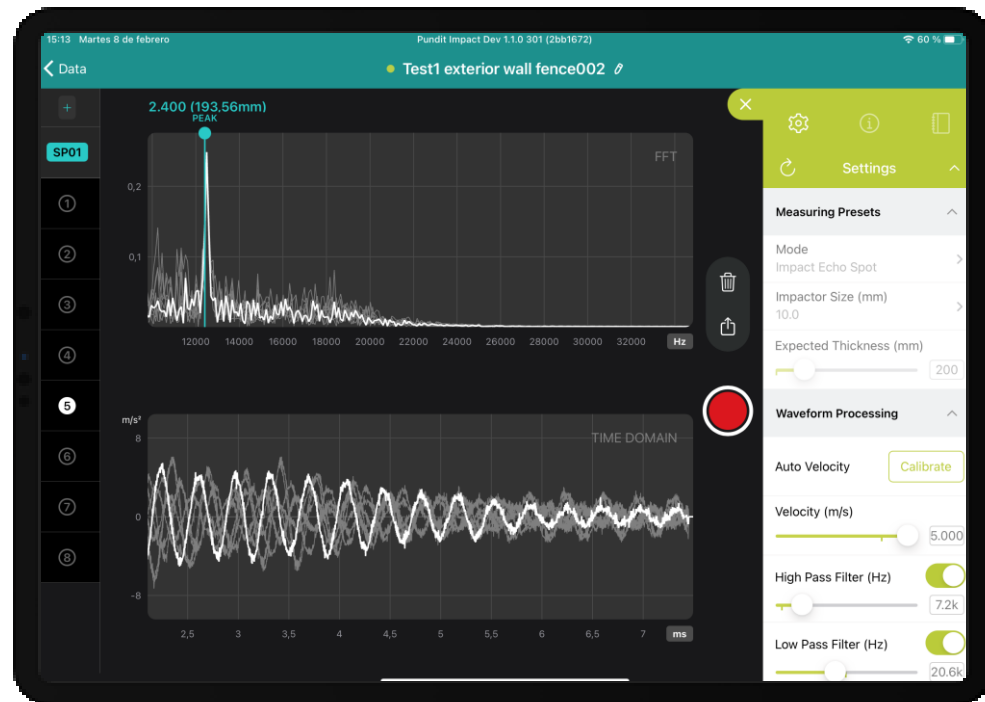 15:13 Martes 8 de febrero
Pundit Impact Dev 1.1.0 301 (2bb1672)
60 %
Data
Test1 exterior wall fence002
+
SP01
1
2
3
4
5
6
7
8
2.400 (193,56mm)
PEAK
FFT
0,2
0,1
12000 14000 16000 18000 20000 22000 24000 26000 28000 30000 32000 Hz
m/s²
TIME DOMAIN
8
0
-8
2,5 3 3,5 4 4,5 5 5,5 6 6,5 7 ms
Settings
Measuring Presets
Mode
Impact Echo Spot
Impactor Size (mm)
10.0
Expected Thickness (mm)
200
Waveform Processing
Auto Velocity
Calibrate
Velocity (m/s)
5.000
High Pass Filter (Hz)
7.2k
Low Pass Filter (Hz)
20.6k